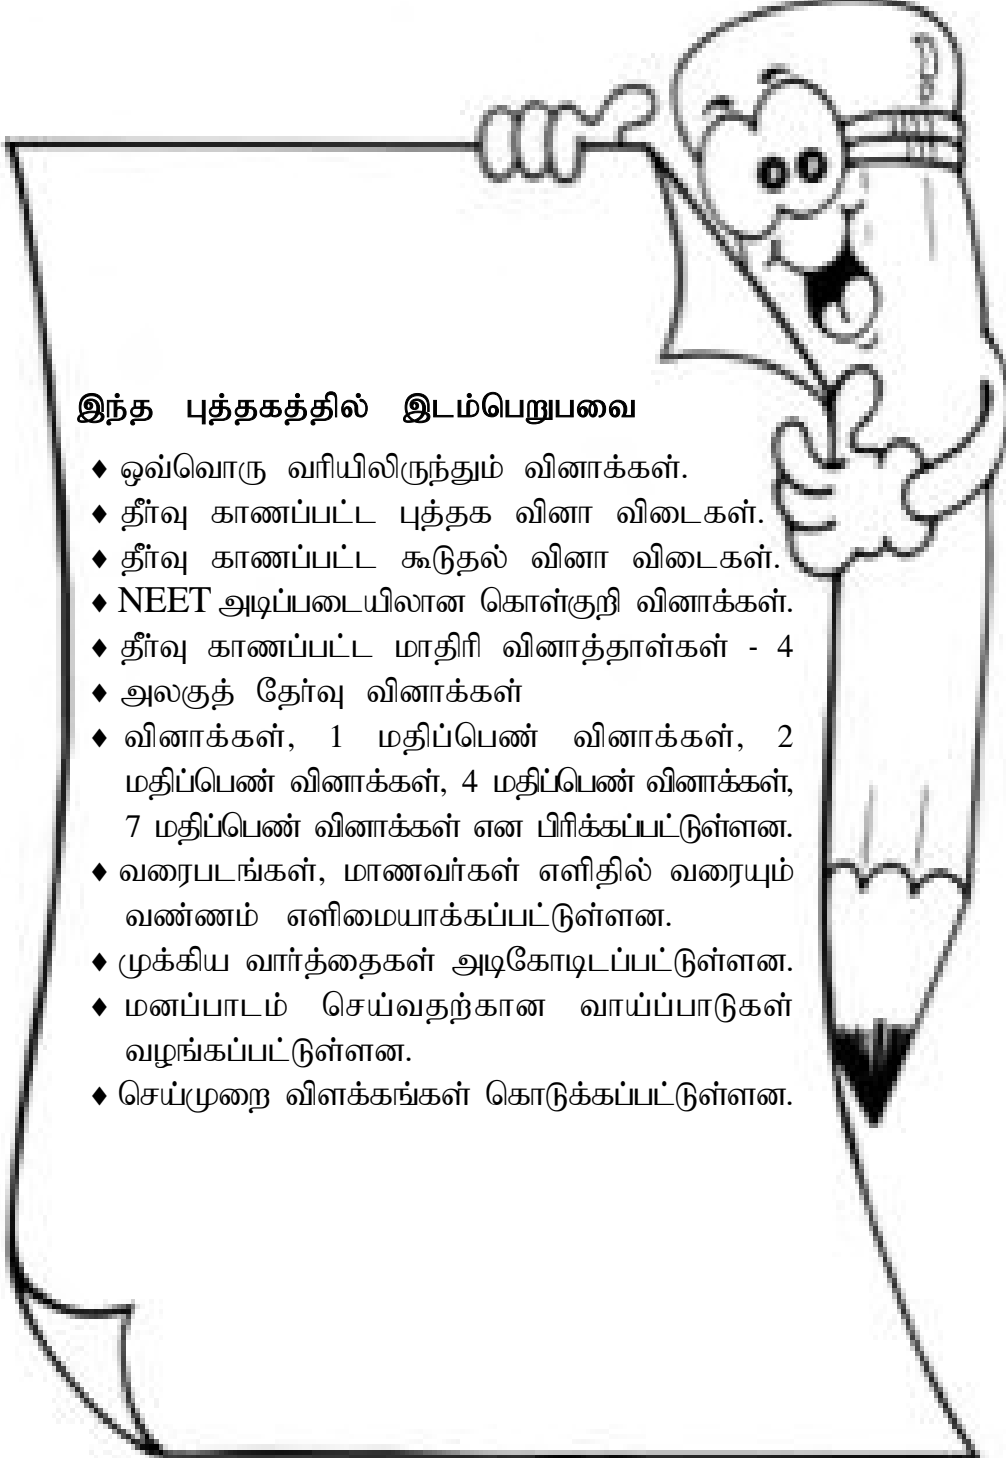 இந்த புத்தகத்தில் இடம்பெறுபவை
♦ ஒவ்வொரு வரியிலிருந்தும் வினாக்கள்.
♦ தீர்வு காணப்பட்ட புத்தக வினா விடைகள்.
♦ தீர்வு காணப்பட்ட கூடுதல் வினா விடைகள்.
♦ NEET அடிப்படையிலான கொள்குறி வினாக்கள்.
♦ தீர்வு காணப்பட்ட மாதிரி வினாத்தாள்கள் - 4
♦ அலகுத் தேர்வு வினாக்கள்
♦ வினாக்கள், 1 மதிப்பெண் வினாக்கள், 2
மதிப்பெண் வினாக்கள், 4 மதிப்பெண் வினாக்கள்,
7 மதிப்பெண் வினாக்கள் என பிரிக்கப்பட்டுள்ளன.
♦ வரைபடங்கள், மாணவர்கள் எளிதில் வரையும்
வண்ணம் எளிமையாக்கப்பட்டுள்ளன.
♦ முக்கிய வார்த்தைகள் அடிகோடிடப்பட்டுள்ளன.
♦ மனப்பாடம் செய்வதற்கான வாய்ப்பாடுகள்
வழங்கப்பட்டுள்ளன.
♦ செய்முறை விளக்கங்கள் கொடுக்கப்பட்டுள்ளன.